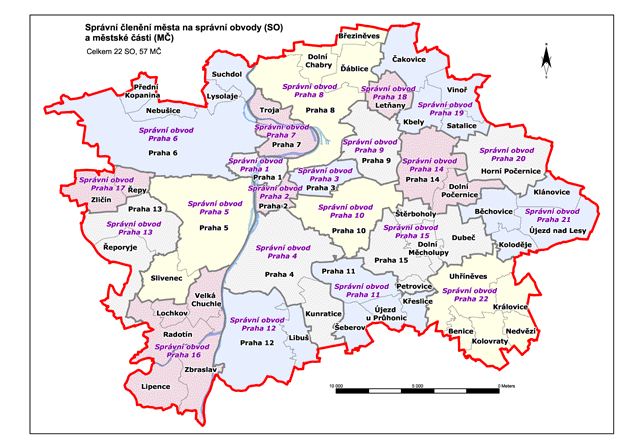 Správní členění města na správní obvody (SO)
a městské části (MČ)
Celkem 22 SO, 57 MČ
Březiněves
Dolní
Chabry
Ďáblice
Čakovice
Suchdol
Lysolaje
Přední
Kopanina
Nebušice
Správní obvod
Praha 8
Praha 8
Troja
Správní obvod
Praha 18
Letňany
Vinoř
Správní obvod
Praha 19
Kbely
Satalice
Správní obvod
Praha 6
Praha 6
Správní obvod
Praha 7
Praha 7
Správní obvod
Praha 9
Praha 9
Správní obvod
Praha 14
Praha 14
Správní obvod
Praha 20
Horní Počernice
Správní obvod
Praha 1
Praha 1
Správní obvod
Praha 3
Praha 3
Správní obvod
Praha 17
Řepy
Zličín
Správní obvod
Praha 2
Praha 2
Dolní
Počernice
Klánovice
Praha 13
Správní obvod
Praha 13
Řeporyje
Správní obvod
Praha 5
Praha 5
Správní obvod
Praha 10
Praha 10
Štěrboholy
Běchovice
Správní obvod
Praha 21
Újezd nad Lesy
Koloděje
Správní obvod
Praha 15
Dolní
Měcholupy
Dubeč
Praha 15
Správní obvod
Praha 4
Praha 4
Slivenec
Velká
Chuchle
Lochkov
Radotín
Správní obvod
Praha 16
Zbraslav
Lipence
Praha 11
Správní obvod
Praha 11
Petrovice
Křeslice
Újezd
u Průhonic
Šeberov
Kunratice
Správní obvod
Praha 12
Praha 12
Libuš
Uhříněves
Správní obvod
Praha 22
Královice
Benice
Nedvězí
Kolovraty
10 000
5 000
0 Meters